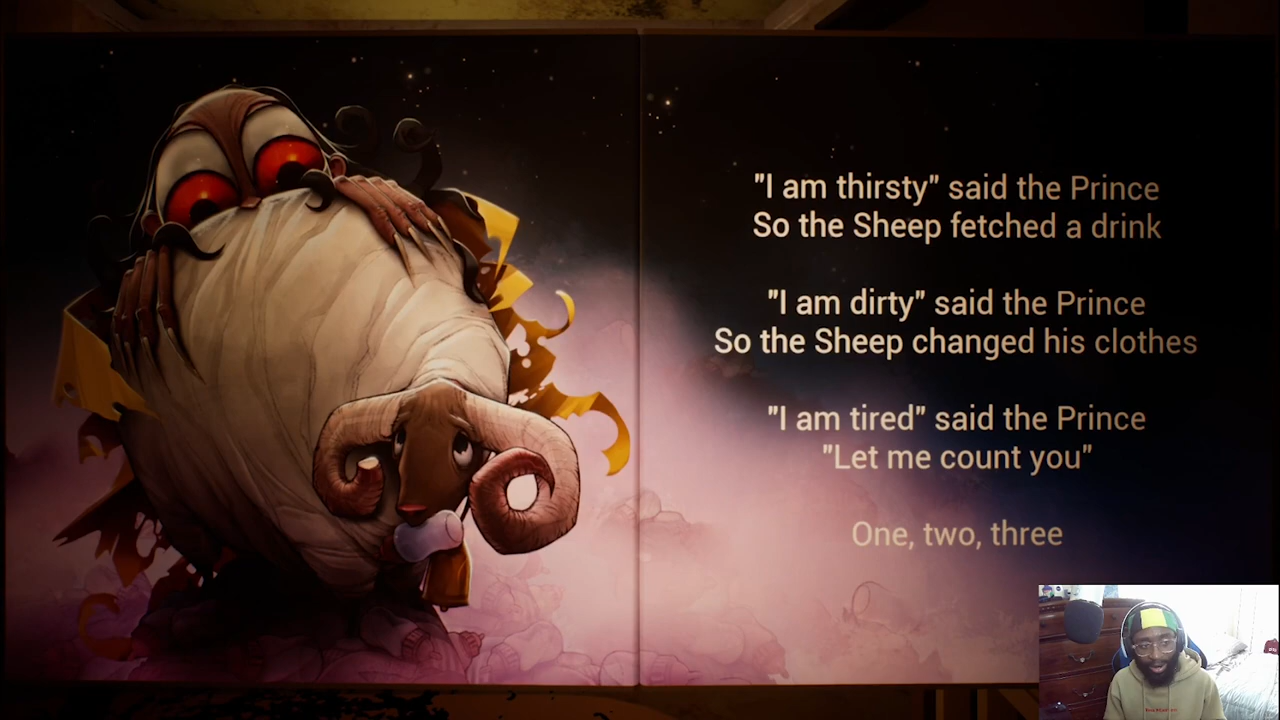 "I am thirsty" said the Prince
So the Sheep fetched a drink
"I am dirty" said the Prince
So the Sheep changed his clothes
"I am tired" said the Prince
"Let me count you"
One, two, three